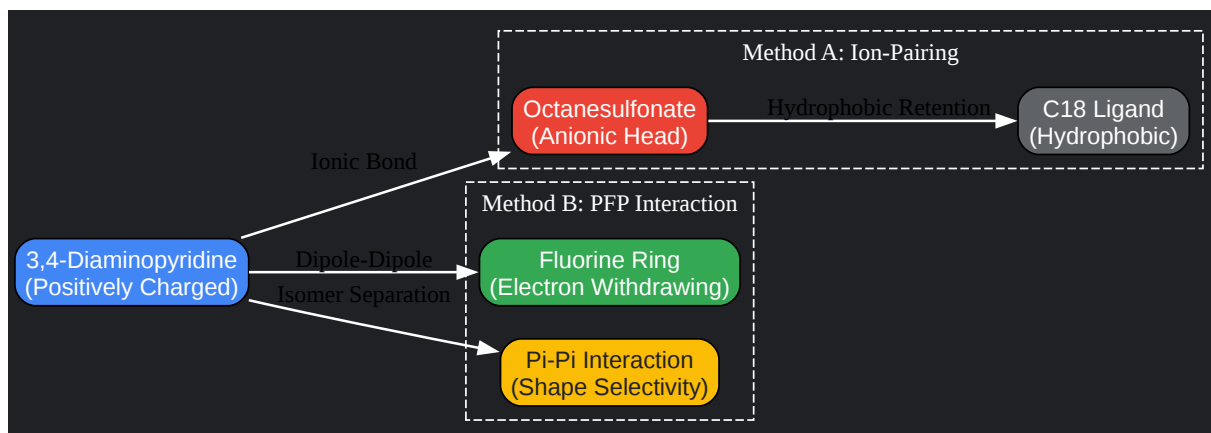 Method A: Ion-Pairing
Octanesulfonate
(Anionic Head)
Hydrophobic Retention
C18 Ligand
(Hydrophobic)
Ionic Bond
Method B: PFP Interaction
3,4-Diaminopyridine
(Positively Charged)
Dipole-Dipole
Fluorine Ring
(Electron Withdrawing)
Isomer Separation
Pi-Pi Interaction
(Shape Selectivity)